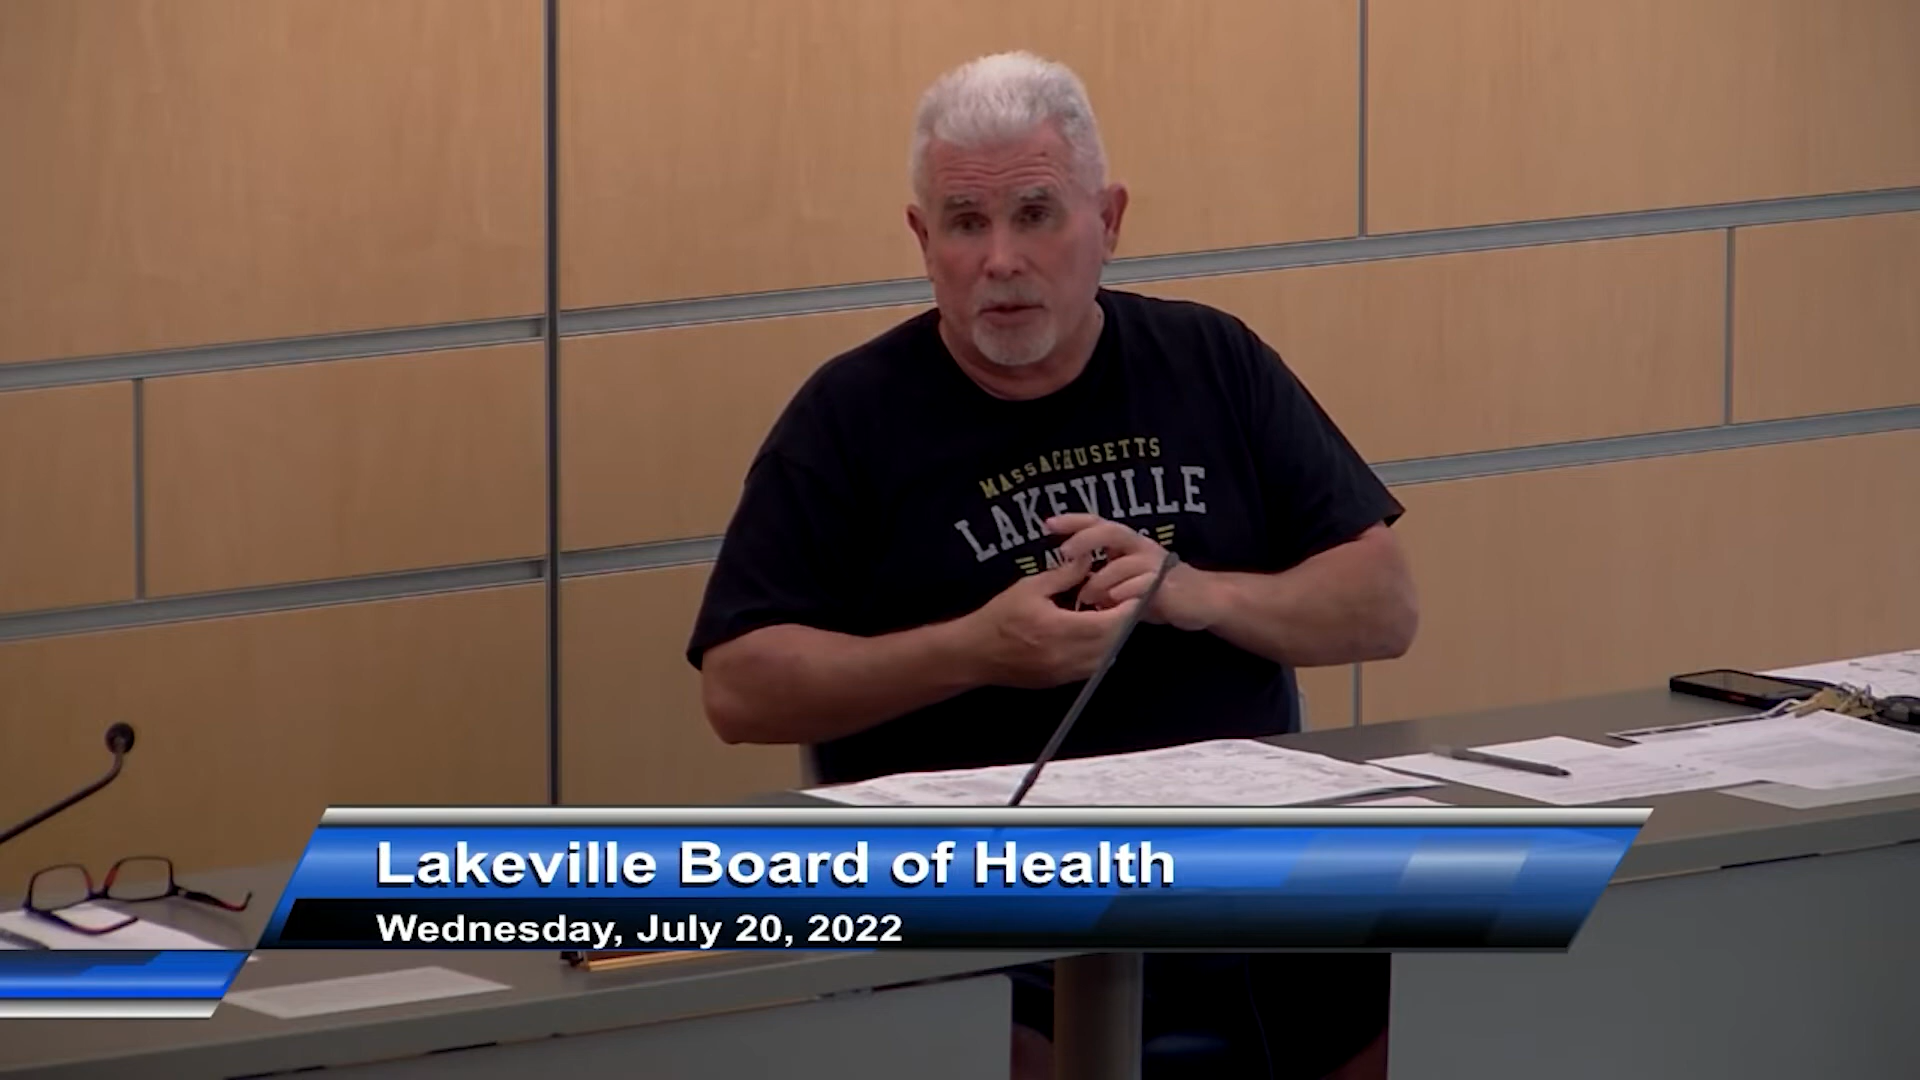 MASSACHUSETTS
LAKEVILLE
Lakeville Board of Health
Wednesday, July 20, 2022